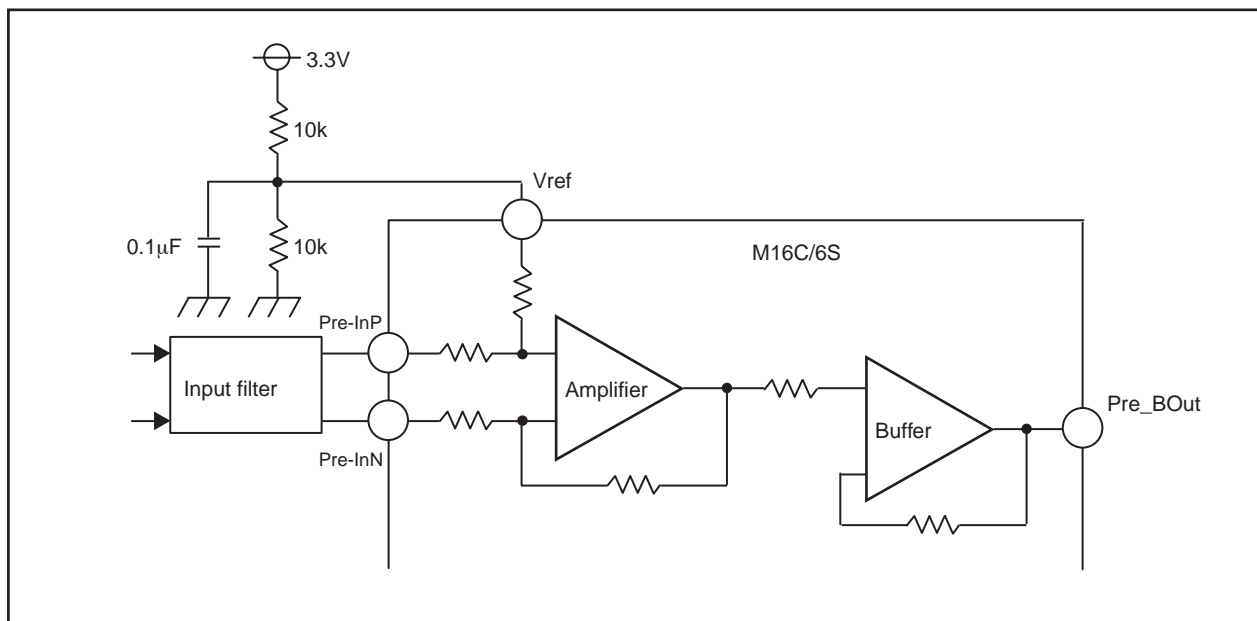 3.3V
10k
Vref
0.1μF
10k
M16C/6S
Pre-InP
Input filter
Amplifier
Pre_BOut
Buffer
Pre-InN